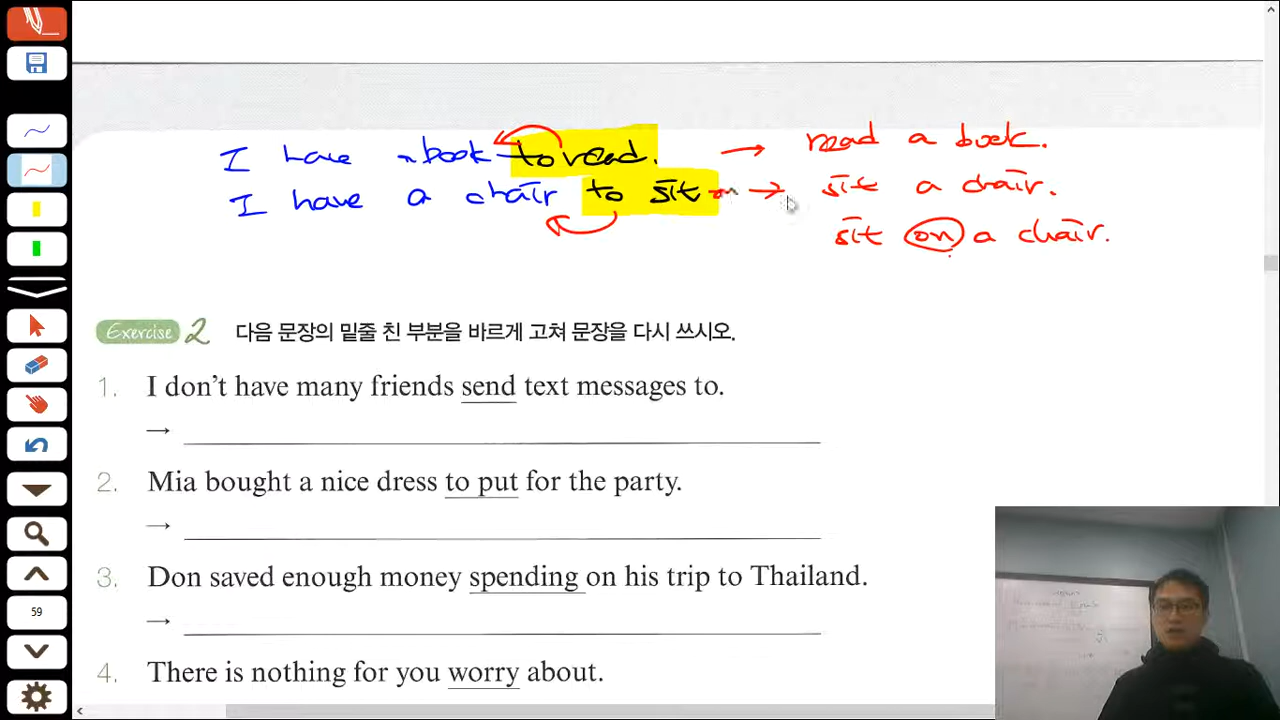 I have a book to read. → read a book.
I have a chair to sit on → sit a chair.
sit on a chair.
Exercise 2 다음 문장의 밑줄 친 부분을 바르게 고쳐 문장을 다시 쓰시오.
1. I don't have many friends send text messages to.
→
2. Mia bought a nice dress to put for the party.
→
3. Don saved enough money spending on his trip to Thailand.
→
4. There is nothing for you worry about.
59